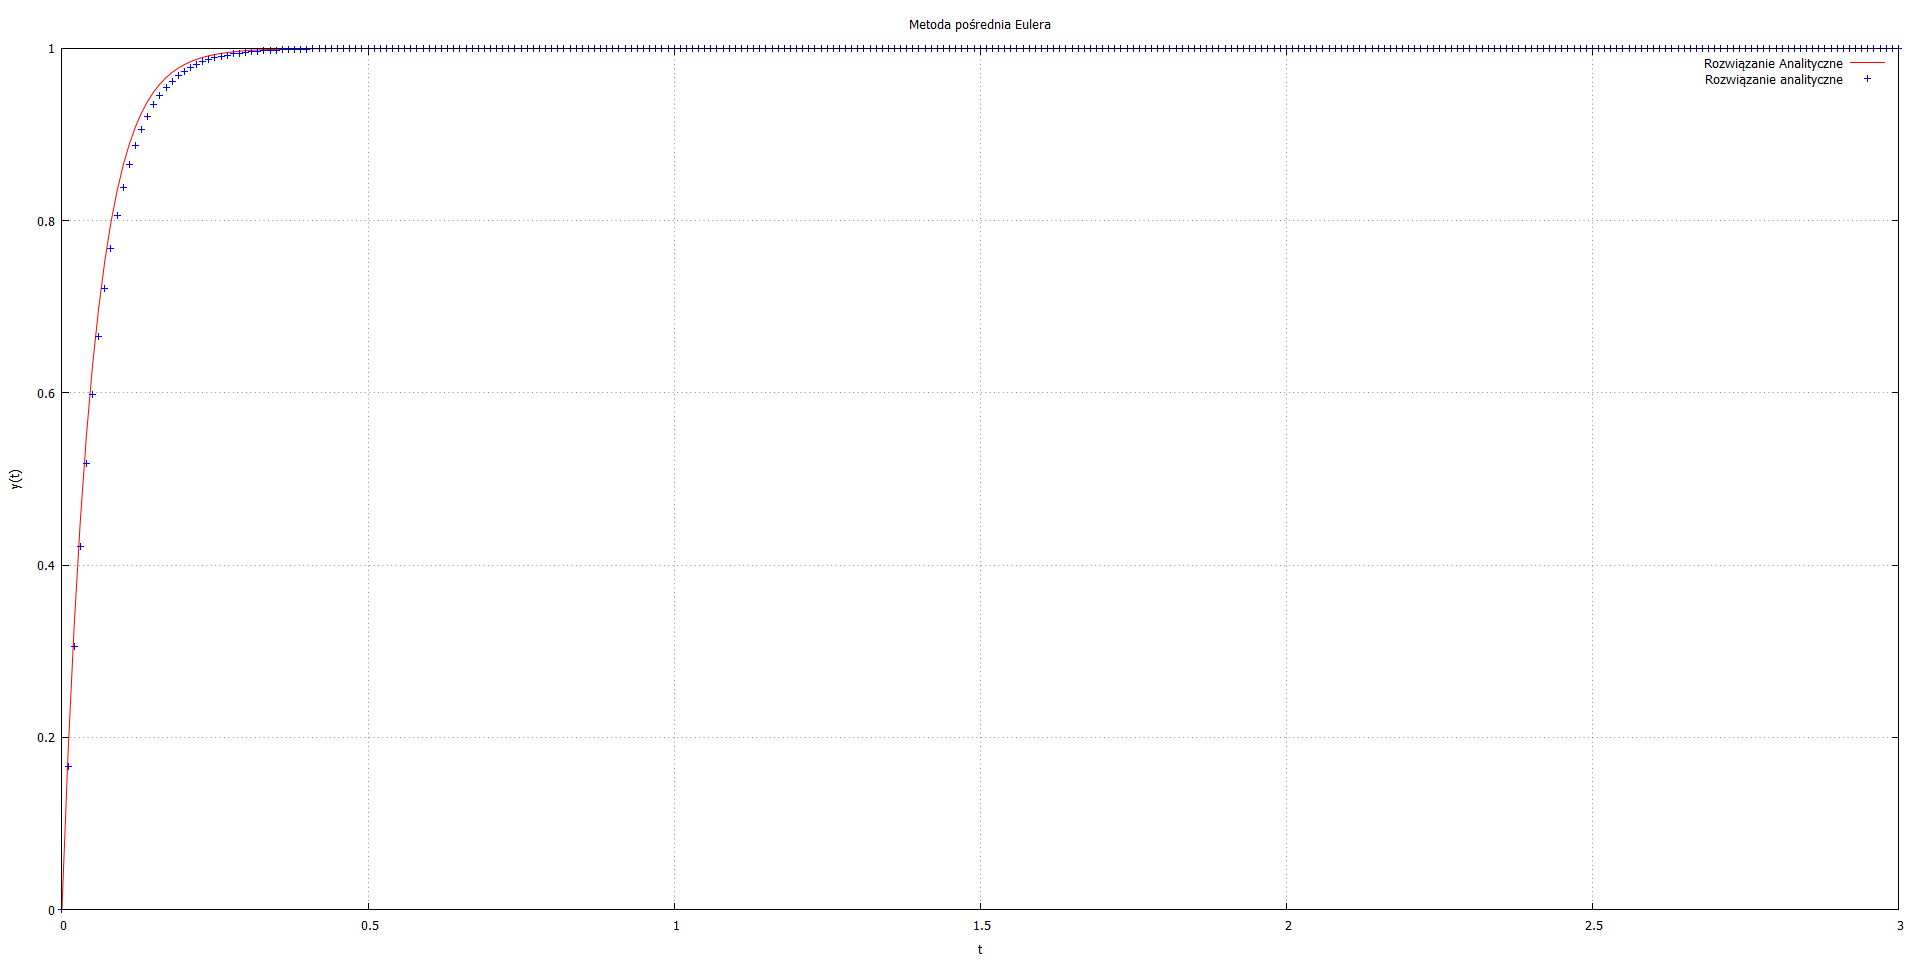 Metoda pośrednia Eulera
Rozwiązanie Analityczne
Rozwiązanie analityczne
1
0.8
0.6
0.4
0.2
0
y(t)
0 0.5 1 1.5 2 2.5 3
t